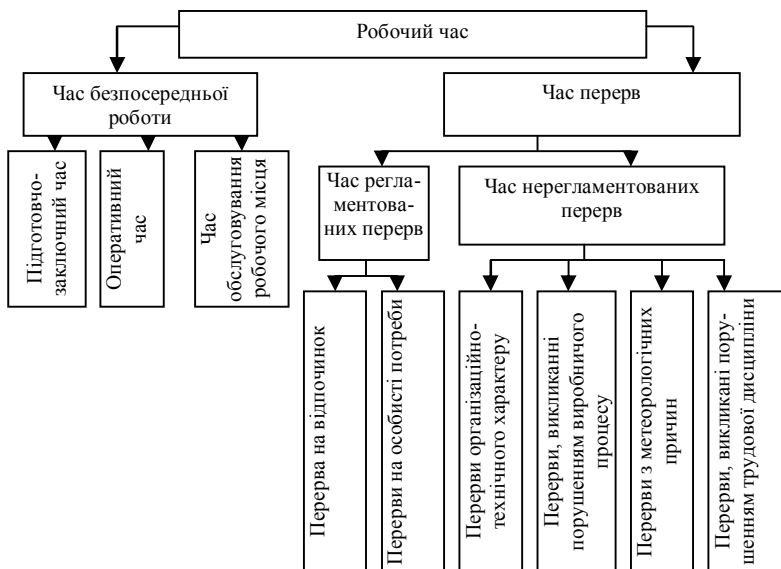 Робочий час
Час безпосередньої
роботи
Час перерв
Підготовчо-
заключний час
Оперативний
час
Час
обслуговування
робочого місця
Час регла-
ментова-
них перерв
Час нерегламентованих
перерв
Перерва на відпочинок
Перерви на особисті потреби
Перерви організаційно-
технічного характеру
Перерви, викликанні
порушенням виробничого
процесу
Перерви з метеорологічних
причин
Перерви, викликані пору-
шенням трудової дисципліни